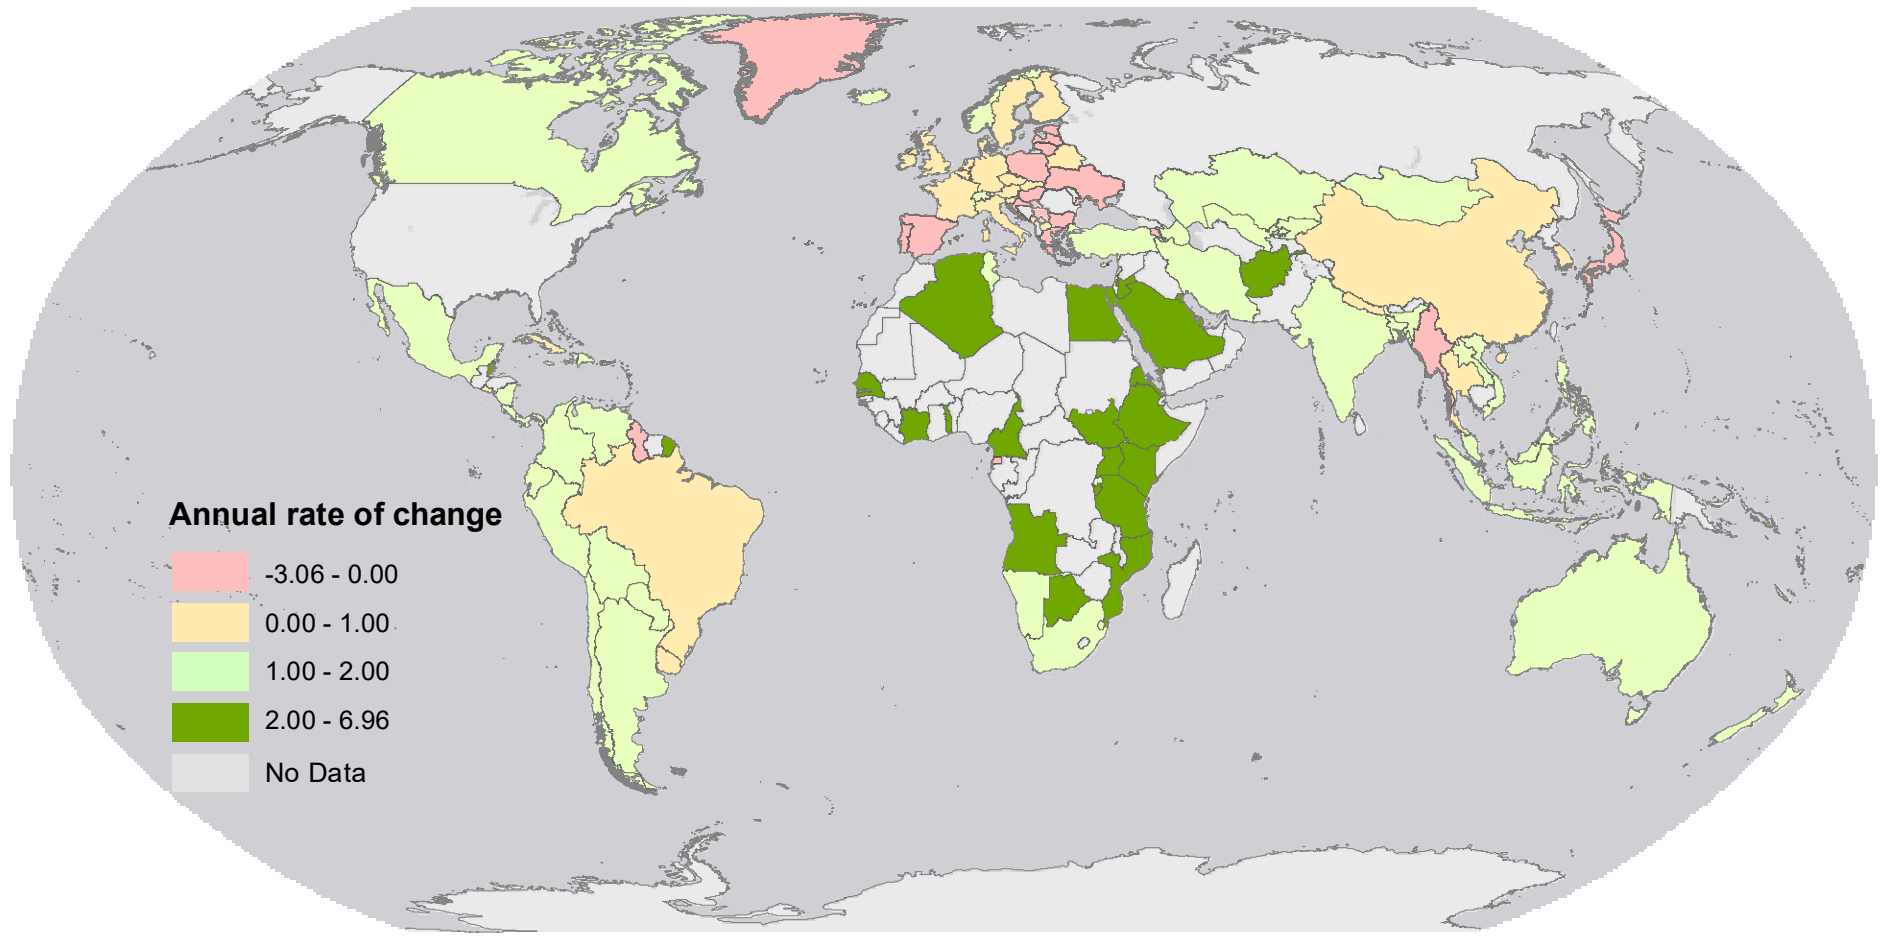 Annual rate of change
-3.06 - 0.00
0.00 - 1.00
1.00 - 2.00
2.00 - 6.96
No Data